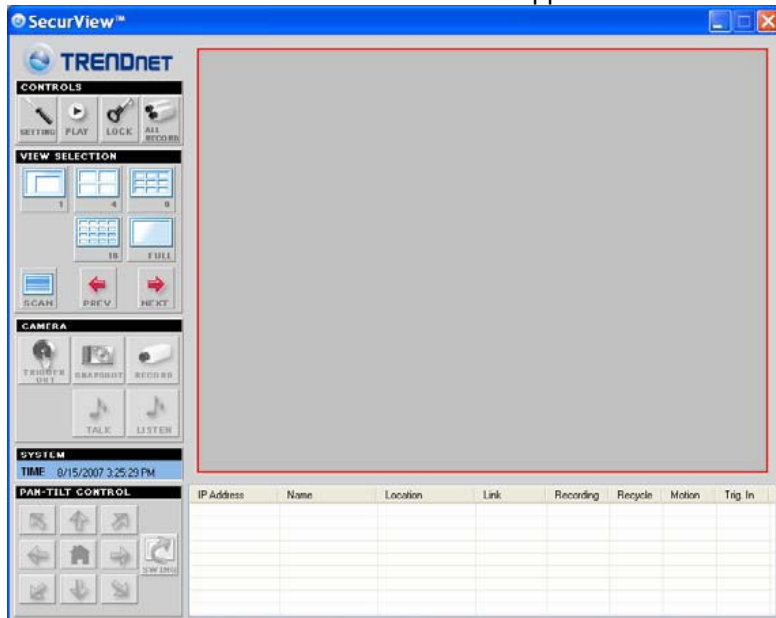 SecurView™
TRENDNET
CONTROLS
SETTING PLAY LOCK ALL RECORD
VIEW SELECTION
1 4 9
16 FULL
SCAN PREV NEXT
CAMERA
TRIGGER OUT SNAPSHOT RECORD
TALK LISTEN
SYSTEM
TIME 8/15/2007 3:25:29 PM
PAN-TILT CONTROL
SWING
IP Address Name Location Link Recording Recycle Motion Trig. In